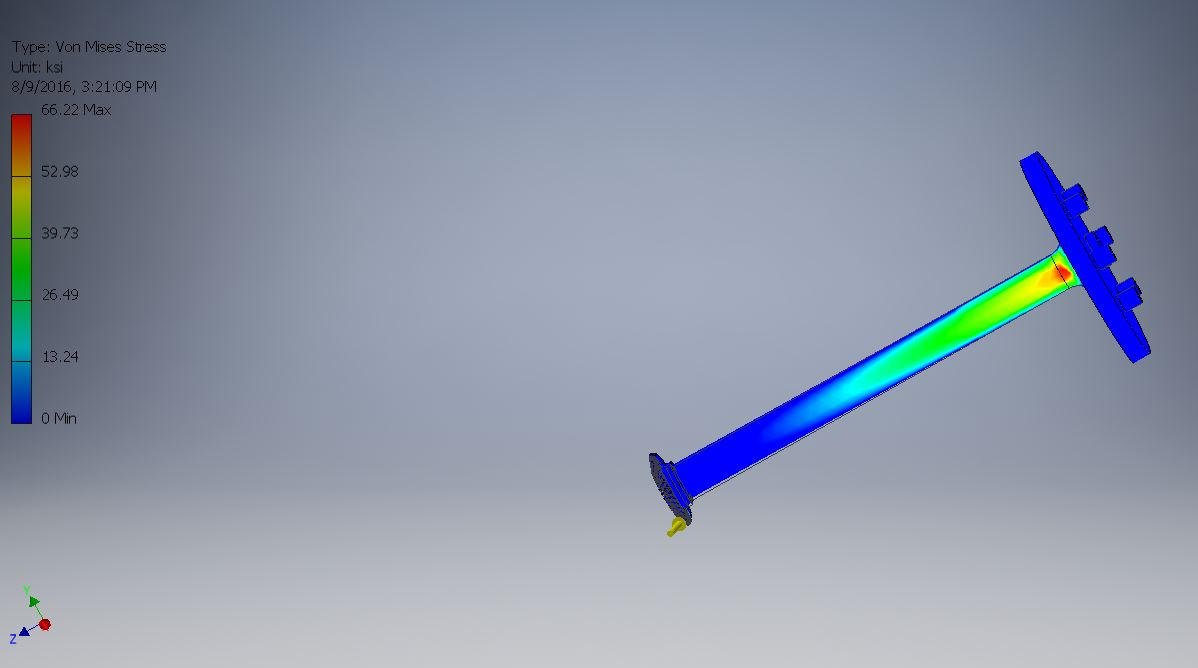 Type: Von Mises Stress
Unit: ksi
8/9/2016, 3:21:09 PM
66.22 Max
52.98
39.73
26.49
13.24
0 Min
Y
Z